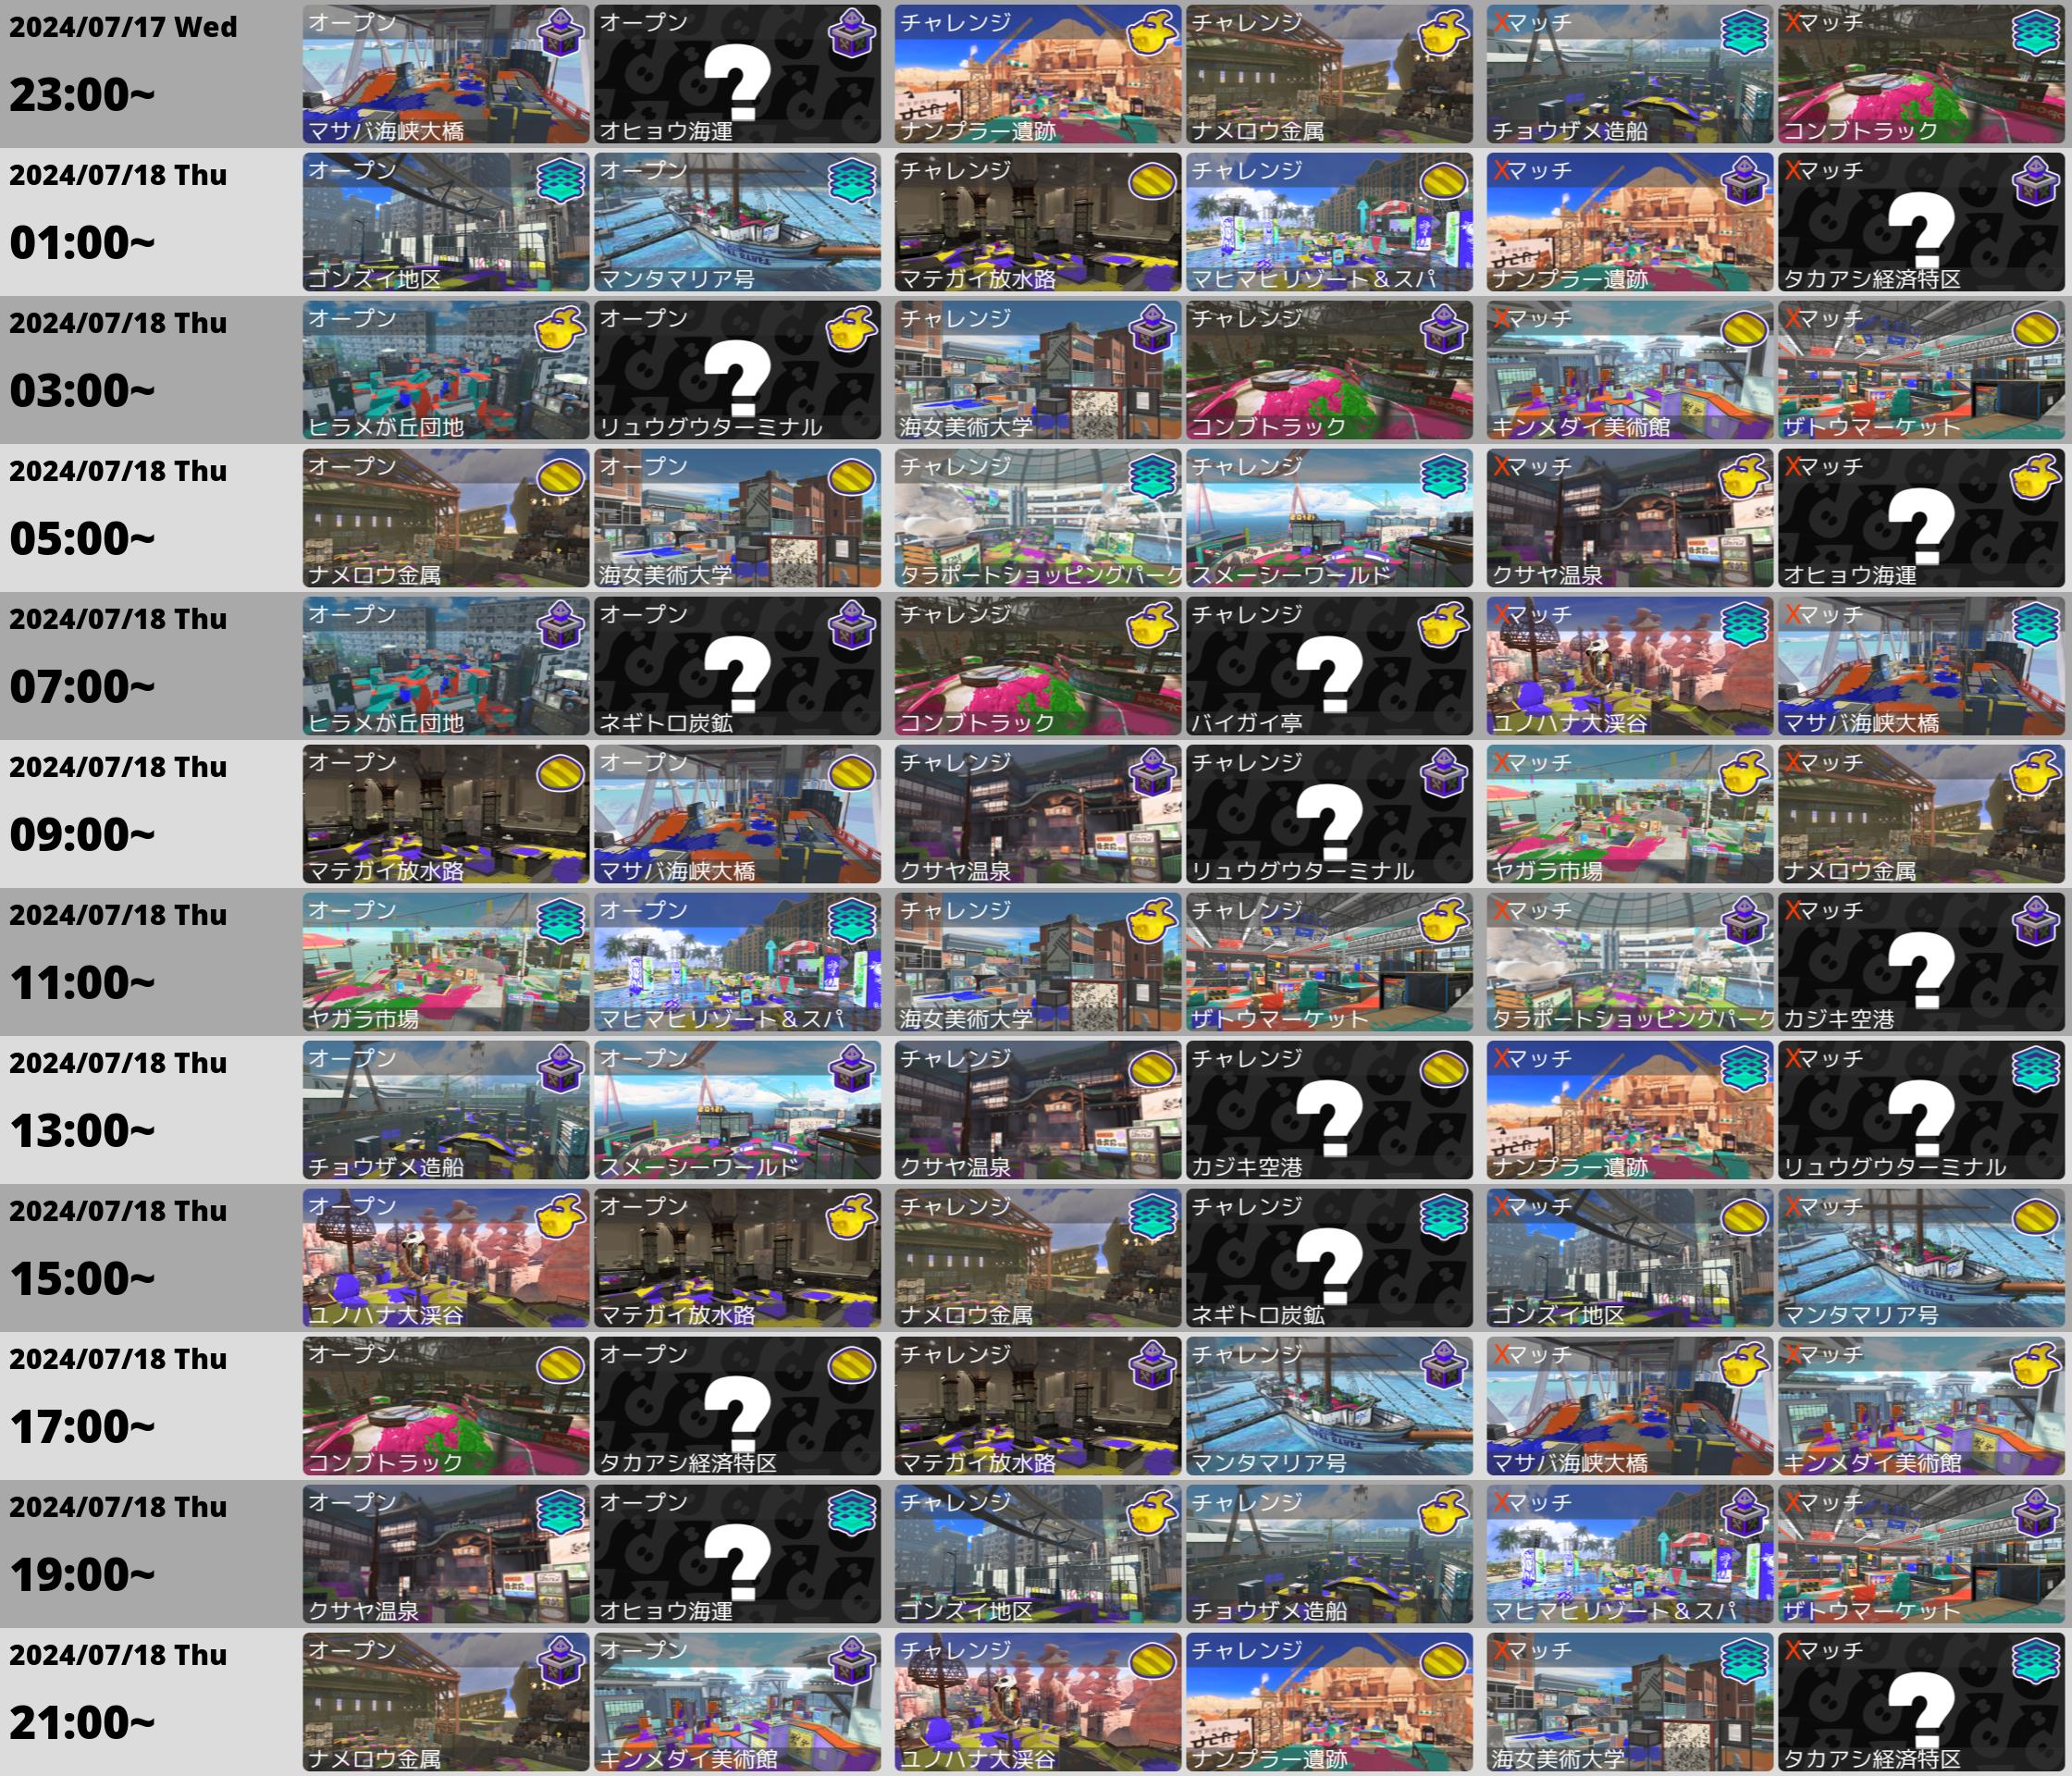 2024/07/17 Wed
23:00~
オープン
マサバ海峡大橋
オープン
オヒョウ海運
チャレンジ
ナンプラー遺跡
チャレンジ
ナメロウ金属
Xマッチ
チョウザメ造船
Xマッチ
コンブトラック
2024/07/18 Thu
01:00~
オープン
ゴンズイ地区
オープン
マンタマリア号
チャレンジ
マテガイ放水路
チャレンジ
マヒマヒリゾート＆スパ
Xマッチ
ナンプラー遺跡
Xマッチ
タカアシ経済特区
2024/07/18 Thu
03:00~
オープン
ヒラメが丘団地
オープン
リュウグウターミナル
チャレンジ
海女美術大学
チャレンジ
コンブトラック
Xマッチ
キンメダイ美術館
Xマッチ
ザトウマーケット
2024/07/18 Thu
05:00~
オープン
ナメロウ金属
オープン
海女美術大学
チャレンジ
タラポートショッピングパーク
チャレンジ
スメーシーワールド
Xマッチ
クサヤ温泉
Xマッチ
オヒョウ海運
2024/07/18 Thu
07:00~
オープン
ヒラメが丘団地
オープン
ネギトロ炭鉱
チャレンジ
コンブトラック
チャレンジ
バイガイ亭
Xマッチ
ユノハナ大渓谷
Xマッチ
マサバ海峡大橋
2024/07/18 Thu
09:00~
オープン
マテガイ放水路
オープン
マサバ海峡大橋
チャレンジ
クサヤ温泉
チャレンジ
リュウグウターミナル
Xマッチ
ヤガラ市場
Xマッチ
ナメロウ金属
2024/07/18 Thu
11:00~
オープン
ヤガラ市場
オープン
マヒマヒリゾート＆スパ
チャレンジ
海女美術大学
チャレンジ
ザトウマーケット
Xマッチ
タラポートショッピングパーク
Xマッチ
カジキ空港
2024/07/18 Thu
13:00~
オープン
チョウザメ造船
オープン
スメーシーワールド
チャレンジ
クサヤ温泉
チャレンジ
カジキ空港
Xマッチ
ナンプラー遺跡
Xマッチ
リュウグウターミナル
2024/07/18 Thu
15:00~
オープン
ユノハナ大渓谷
オープン
マテガイ放水路
チャレンジ
ナメロウ金属
チャレンジ
ネギトロ炭鉱
Xマッチ
ゴンズイ地区
Xマッチ
マンタマリア号
2024/07/18 Thu
17:00~
オープン
コンブトラック
オープン
タカアシ経済特区
チャレンジ
マテガイ放水路
チャレンジ
マンタマリア号
Xマッチ
マサバ海峡大橋
Xマッチ
キンメダイ美術館
2024/07/18 Thu
19:00~
オープン
クサヤ温泉
オープン
オヒョウ海運
チャレンジ
ゴンズイ地区
チャレンジ
チョウザメ造船
Xマッチ
マヒマヒリゾート＆スパ
Xマッチ
ザトウマーケット
2024/07/18 Thu
21:00~
オープン
ナメロウ金属
オープン
キンメダイ美術館
チャレンジ
ユノハナ大渓谷
チャレンジ
ナンプラー遺跡
Xマッチ
海女美術大学
Xマッチ
タカアシ経済特区